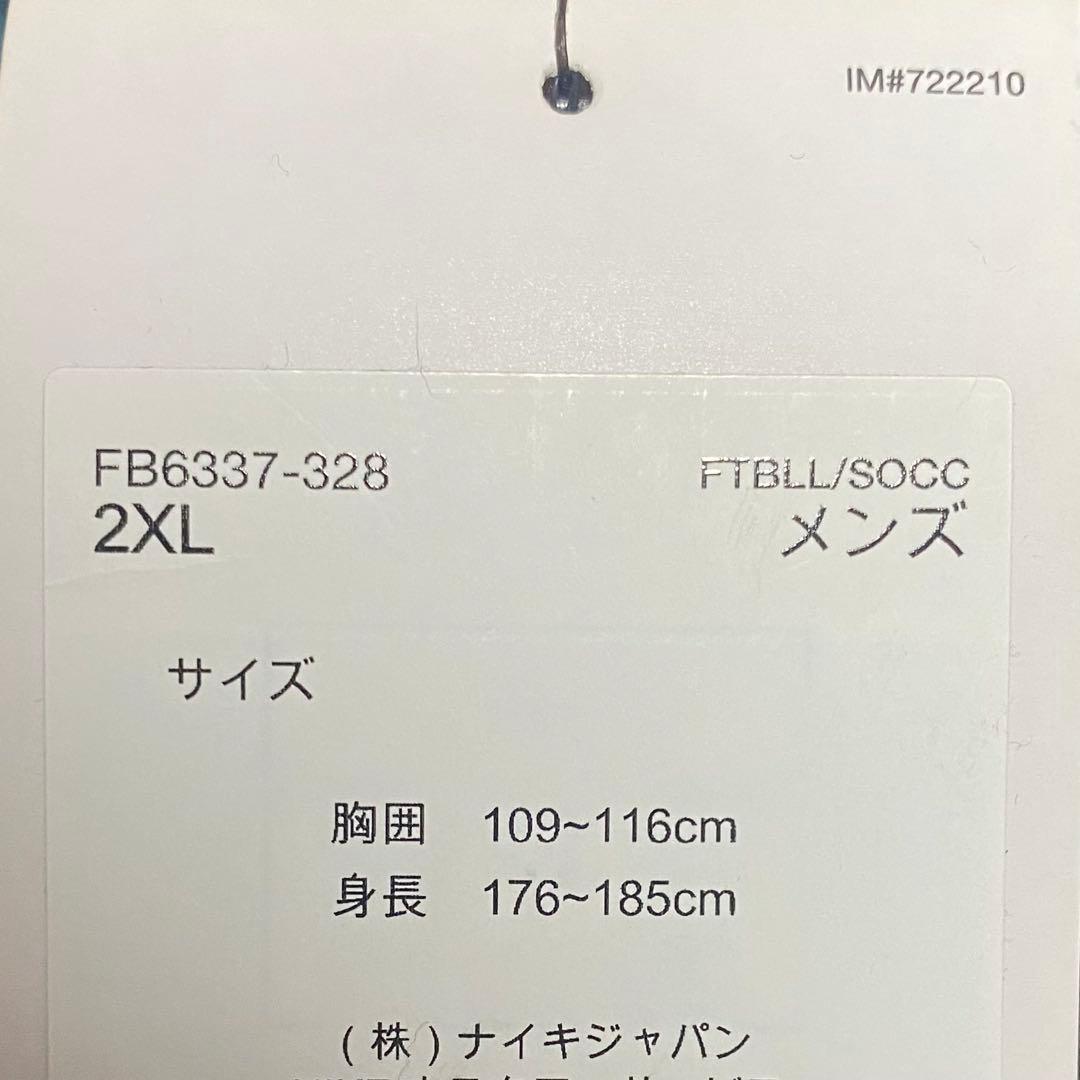 IM#722210
FB6337-328 FTBLL/SOCC
2XL メンズ
サイズ
胸囲 109~116cm
身長 176~185cm
(株)ナイキジャパン